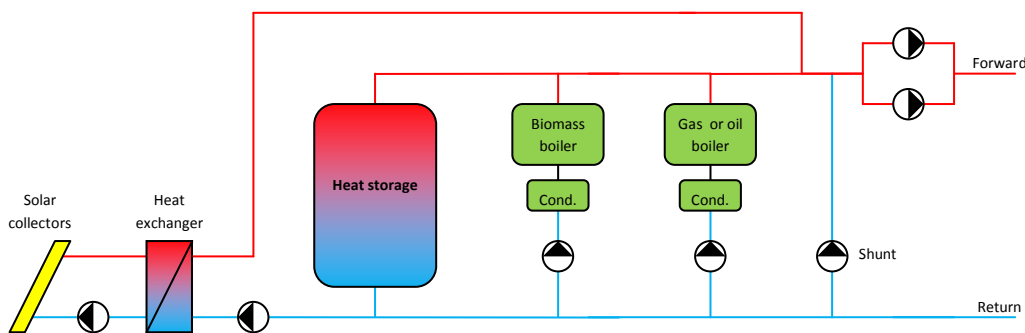 Forward
Biomass
boiler
Gas or oil
boiler
Heat storage
Cond.
Cond.
Solar
collectors
Heat
exchanger
Shunt
Return